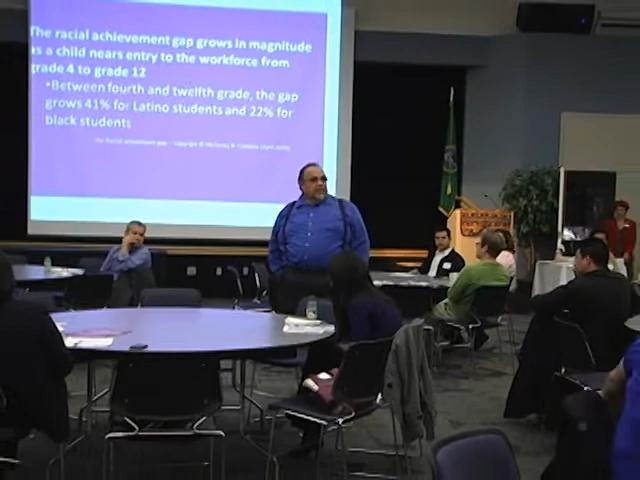 The racial achievement gap grows in magnitude
as a child nears entry to the workforce from
grade 4 to grade 12
•Between fourth and twelfth grade, the gap
grows 41% for Latino students and 22% for
black students